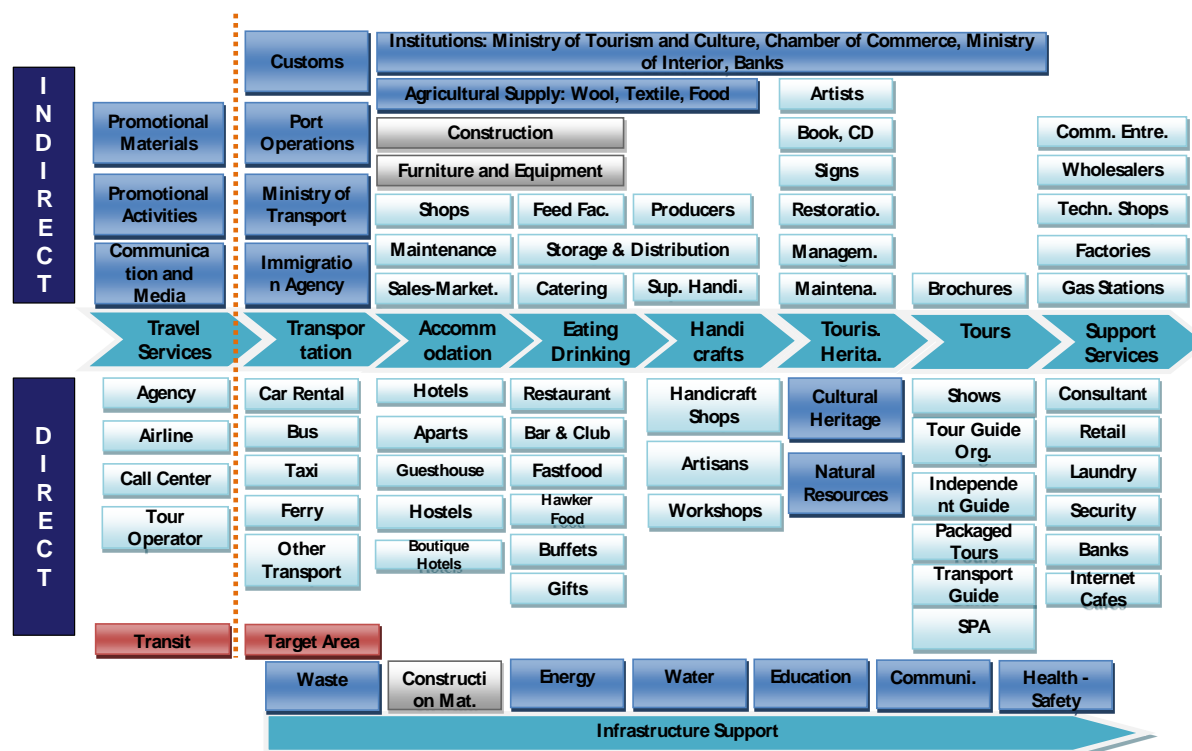 INDIRECT
Customs
Institutions: Ministry of Tourism and Culture, Chamber of Commerce, Ministry
of Interior, Banks
Agricultural Supply: Wool, Textile, Food
Promotional
Materials
Port
Operations
Construction
Furniture and Equipment
Artists
Book, CD
Signs
Comm. Entre.
Wholesalers
Promotional
Activities
Ministry of
Transport
Shops
Feed Fac.
Producers
Restoratio.
Techn. Shops
Communica
tion and
Media
Immigratio
n Agency
Maintenance
Storage & Distribution
Managem.
Factories
Sales-Market.
Catering
Sup. Handi.
Maintena.
Brochures
Gas Stations
Travel
Services
Transpor
tation
Accomm
odation
Eating
Drinking
Handi
crafts
Touris.
Herita.
Tours
Support
Services
DIRECT
Agency
Airline
Call Center
Tour
Operator
Car Rental
Bus
Taxi
Ferry
Other
Transport
Hotels
Aparts
Guesthouse
Hostels
Boutique
Hotels
Restaurant
Bar & Club
Fastfood
Hawker
Food
Buffets
Gifts
Handicraft
Shops
Artisans
Workshops
Cultural
Heritage
Natural
Resources
Shows
Tour Guide
Org.
Independe
nt Guide
Packaged
Tours
Transport
Guide
SPA
Consultant
Retail
Laundry
Security
Banks
Internet
Cafes
Transit
Target Area
Waste
Constructi
on Mat.
Energy
Water
Education
Communi.
Health -
Safety
Infrastructure Support